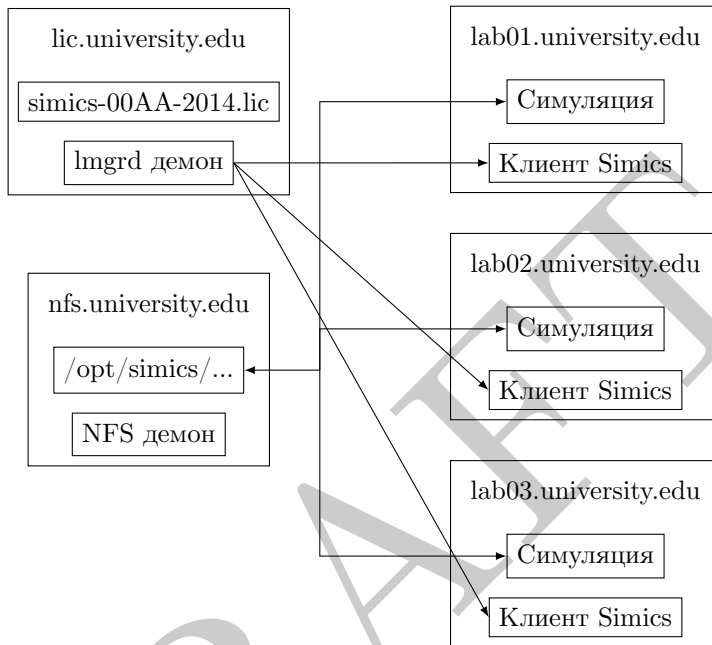 lic.university.edu
simics-00AA-2014.lic
lmgrd демон
nfs.university.edu
/opt/simics/...
NFS демон
lab01.university.edu
Симуляция
Клиент Simics
lab02.university.edu
Симуляция
Клиент Simics
lab03.university.edu
Симуляция
Клиент Simics
DRAFT